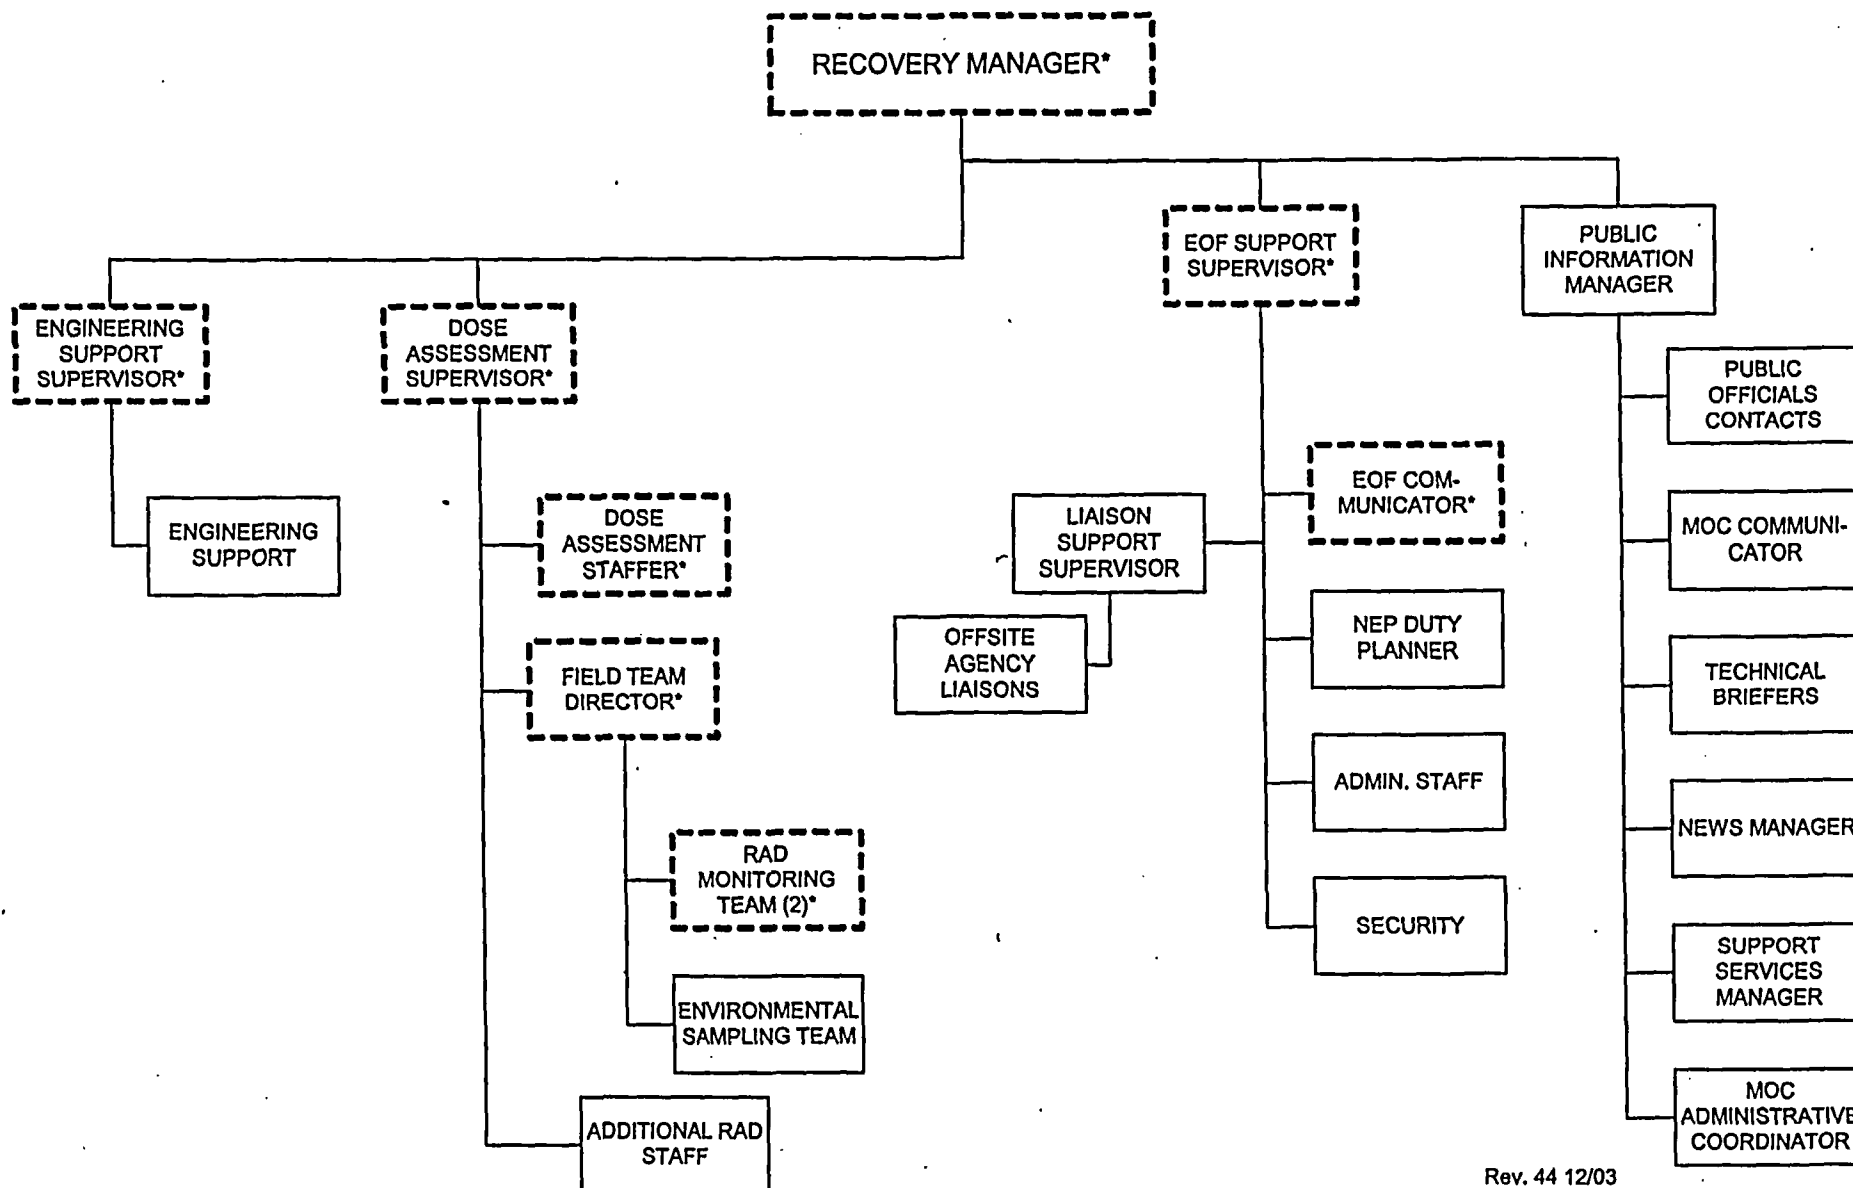 RECOVERY MANAGER*
ENGINEERING
SUPPORT
SUPERVISOR*
ENGINEERING
SUPPORT
DOSE
ASSESSMENT
SUPERVISOR*
DOSE
ASSESSMENT
STAFFER*
FIELD TEAM
DIRECTOR*
RAD
MONITORING
TEAM (2)*
ENVIRONMENTAL
SAMPLING TEAM
ADDITIONAL RAD
STAFF
EOF SUPPORT
SUPERVISOR*
LIAISON
SUPPORT
SUPERVISOR
OFFSITE
AGENCY
LIAISONS
EOF COM-
MUNICATOR*
NEP DUTY
PLANNER
ADMIN. STAFF
SECURITY
PUBLIC
INFORMATION
MANAGER
PUBLIC
OFFICIALS
CONTACTS
MOC COMMUNI-
CATOR
TECHNICAL
BRIEFERS
NEWS MANAGER
SUPPORT
SERVICES
MANAGER
MOC
ADMINISTRATIVE
COORDINATOR
Rev. 44 12/03